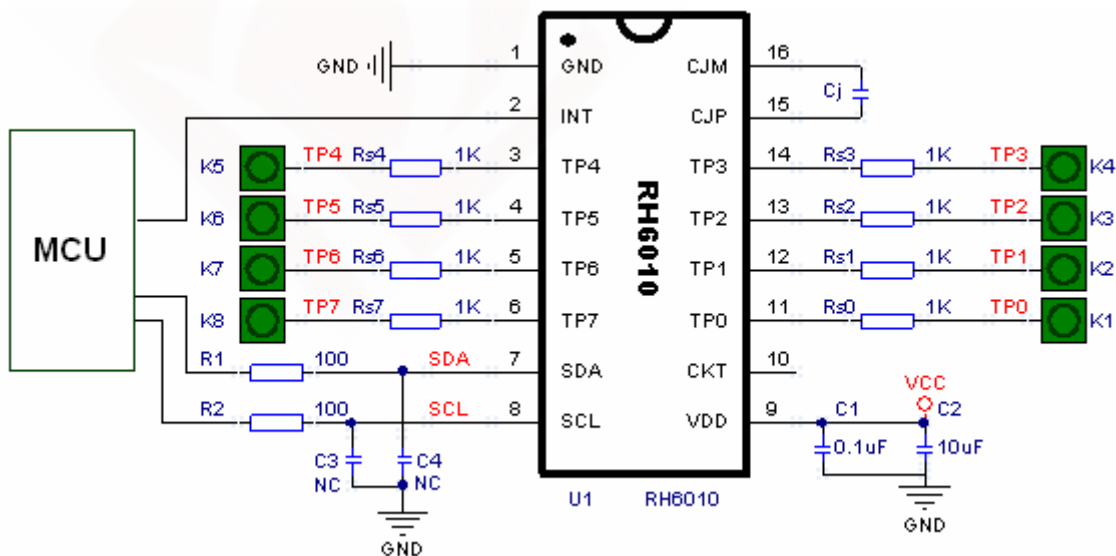 GND 1 GND CJM 16
Cj
2 INT CJP 15
K5 TP4 Rs4 1K 3 TP4 TP3 14 Rs3 1K TP3 K4
K6 TP5 Rs5 1K 4 TP5 TP2 13 Rs2 1K TP2 K3
MCU
RH6010
K7 TP6 Rs6 1K 5 TP6 TP1 12 Rs1 1K TP1 K2
K8 TP7 Rs7 1K 6 TP7 TP0 11 Rs0 1K TP0 K1
R1 100 SDA 7 SDA CKT 10
VCC
R2 100 SCL 8 SCL VDD 9 C1 C2
0.1uF 10uF
C3 C4
NC NC
U1 RH6010
GND
GND